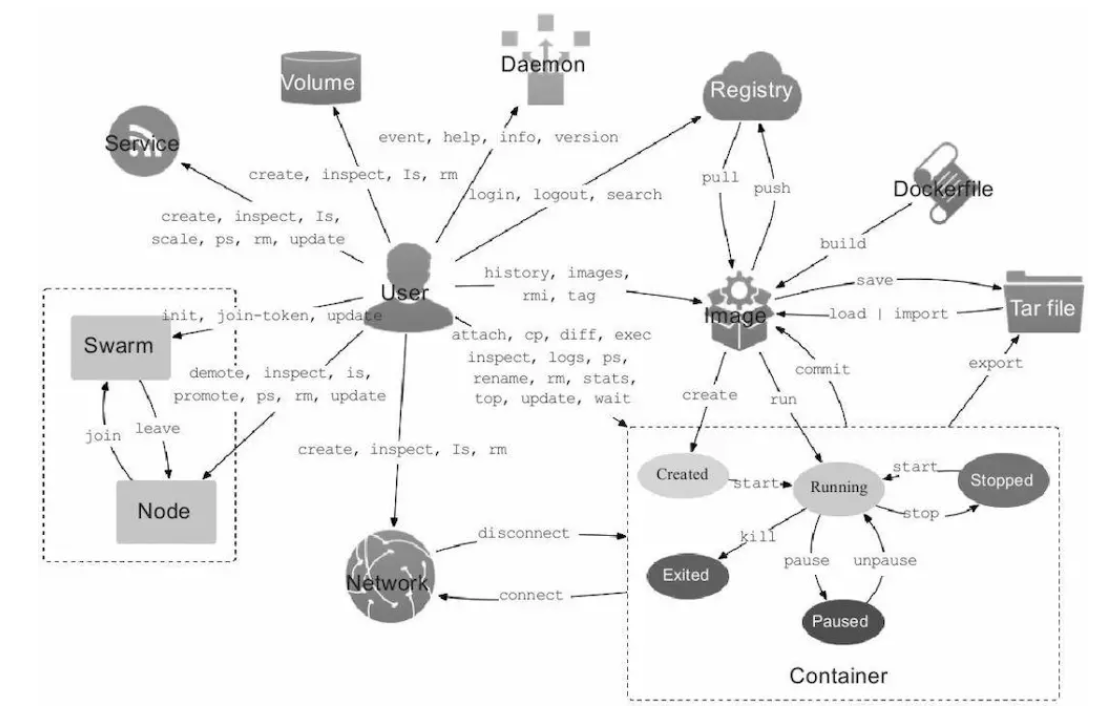 Daemon
Volume
Registry
Service
event, help, info, version
create, inspect, Is, rm
login, logout, search
pull
push
Dockerfile
create, inspect, Is,
scale, ps, rm, update
build
history, images,
rmi, tag
User
Image
save
load | import
Tar file
init, join-token, update
Swarm
attach, cp, diff, exec
inspect, logs, ps,
rename, rm, stats,
top, update, wait
demote, inspect, is,
promote, ps, rm, update
create
run
commit
export
join
leave
create, inspect, Is, rm
Created
start
Running
start
Stopped
stop
Node
disconnect
kill
Exited
pause
unpause
Network
connect
Paused
Container